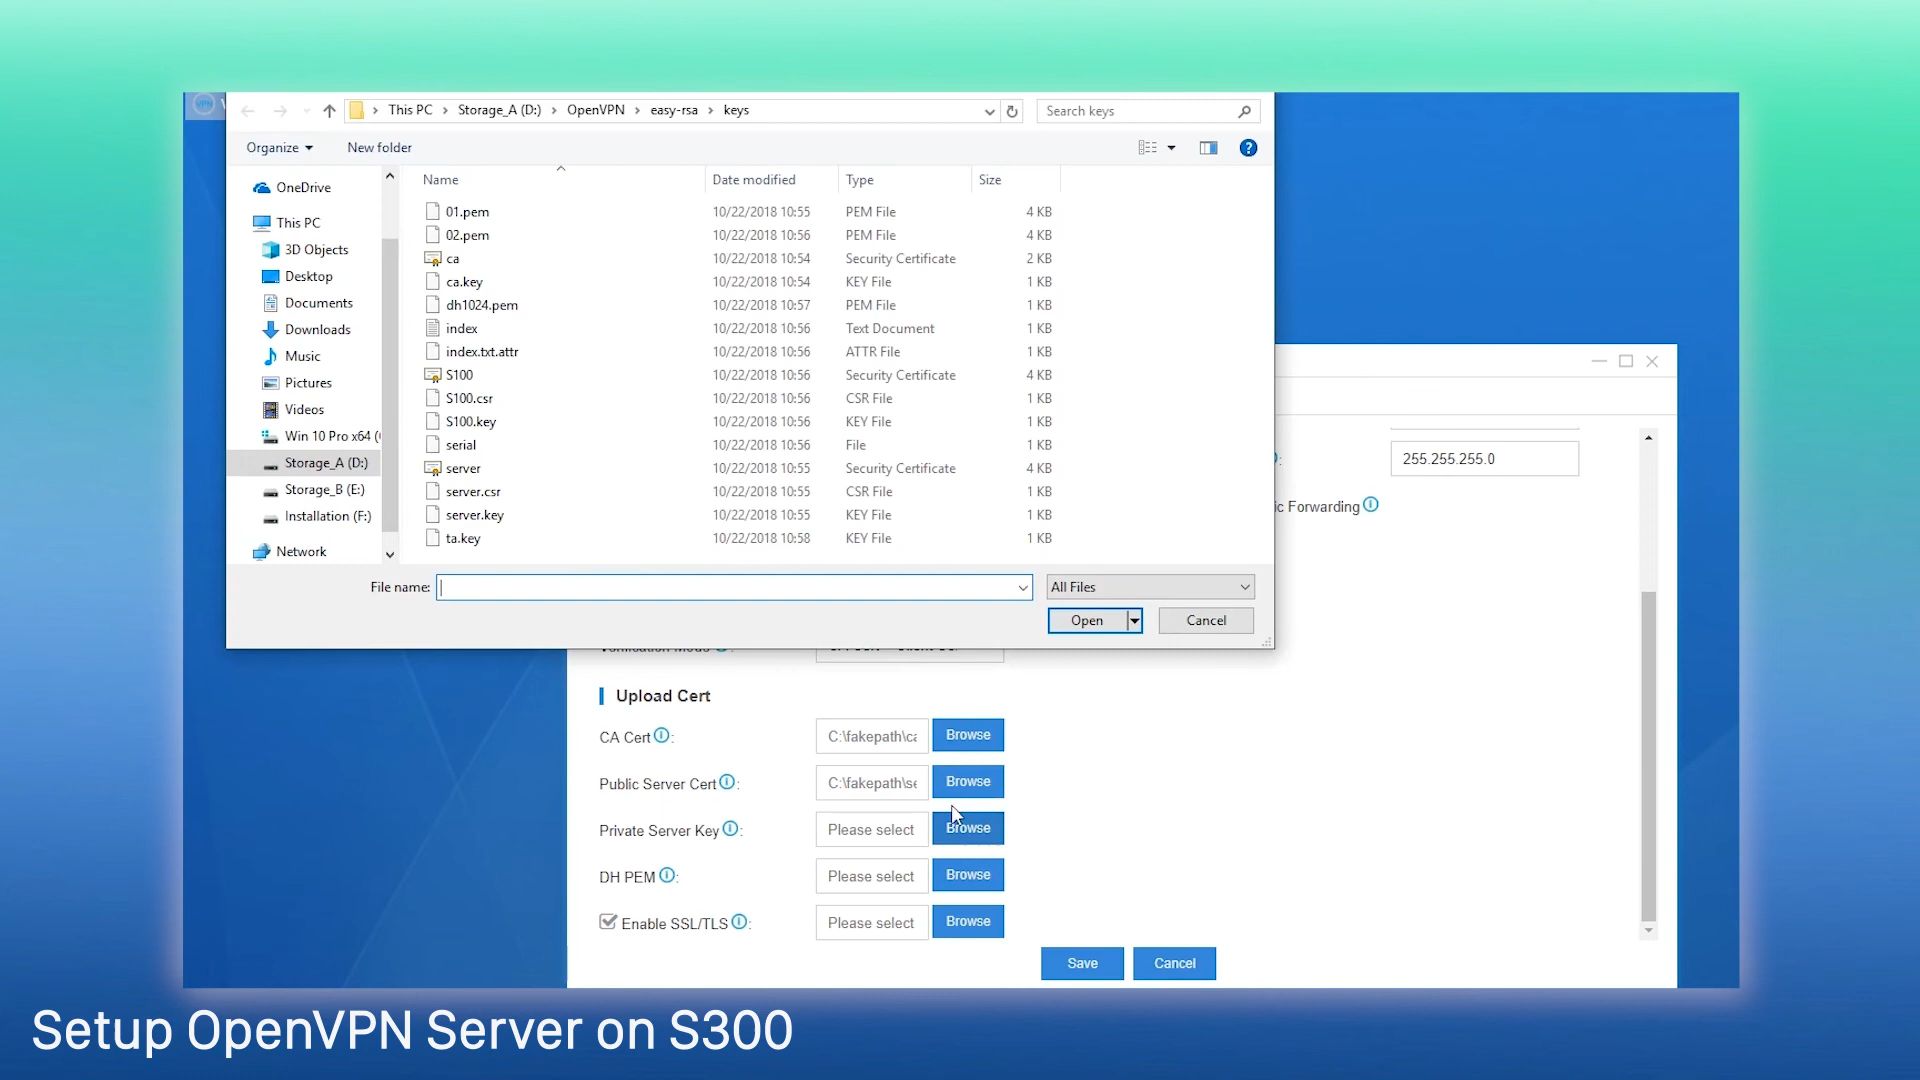 VPN
This PC > Storage_A (D:) > OpenVPN > easy-rsa > keys
Search keys
Organize
New folder
?
Name Date modified Type Size
OneDrive
This PC
3D Objects
Desktop
Documents
Downloads
Music
Pictures
Videos
Win 10 Pro x64 (
Storage_A (D:)
Storage_B (E:)
Installation (F:)
Network
01.pem 10/22/2018 10:55 PEM File 4 KB
02.pem 10/22/2018 10:56 PEM File 4 KB
ca 10/22/2018 10:54 Security Certificate 2 KB
ca.key 10/22/2018 10:54 KEY File 1 KB
dh1024.pem 10/22/2018 10:57 PEM File 1 KB
index 10/22/2018 10:56 Text Document 1 KB
index.txt.attr 10/22/2018 10:56 ATTR File 1 KB
S100 10/22/2018 10:56 Security Certificate 4 KB
S100.csr 10/22/2018 10:56 CSR File 1 KB
S100.key 10/22/2018 10:56 KEY File 1 KB
serial 10/22/2018 10:56 File 1 KB
server 10/22/2018 10:55 Security Certificate 4 KB
server.csr 10/22/2018 10:55 CSR File 1 KB
server.key 10/22/2018 10:55 KEY File 1 KB
ta.key 10/22/2018 10:58 KEY File 1 KB
File name:
All Files
Open
Cancel
255.255.255.0
ic Forwarding
Upload Cert
CA Cert : C:\fakepath\ca Browse
Public Server Cert : C:\fakepath\se Browse
Private Server Key : Please select Browse
DH PEM : Please select Browse
Enable SSL/TLS : Please select Browse
Save
Cancel
Setup OpenVPN Server on S300